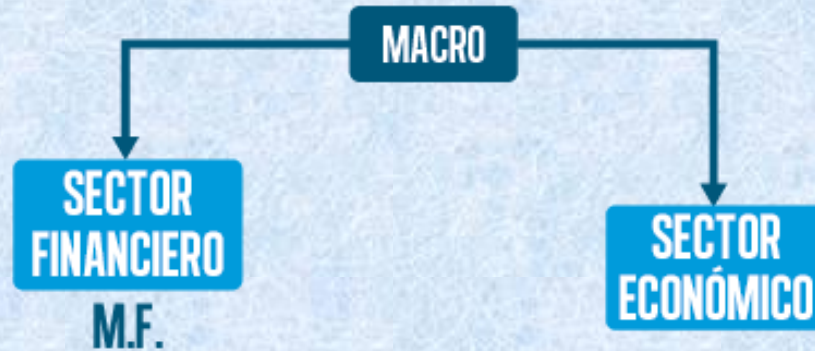 MACRO
SECTOR
FINANCIERO
M.F.
SECTOR
ECONÓMICO